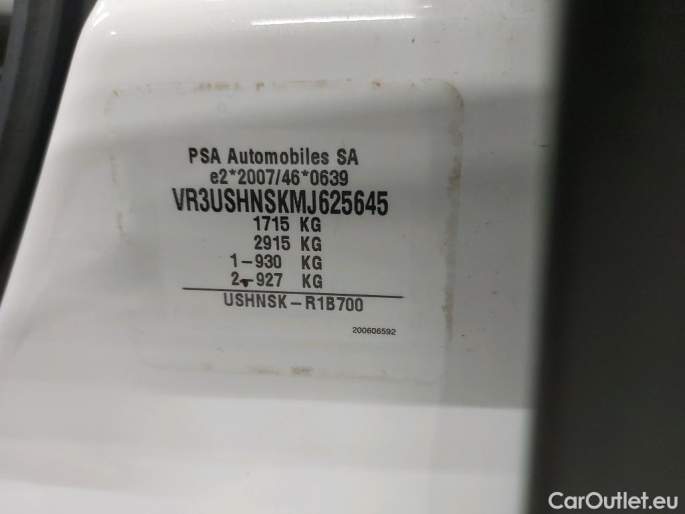 PSA Automobiles SA
e2*2007/46*0639
VR3USHNSKMJ625645
1715 KG
2915 KG
1-930 KG
2-927 KG
USHNSK-R1B700
200606592
CarOutlet.eu